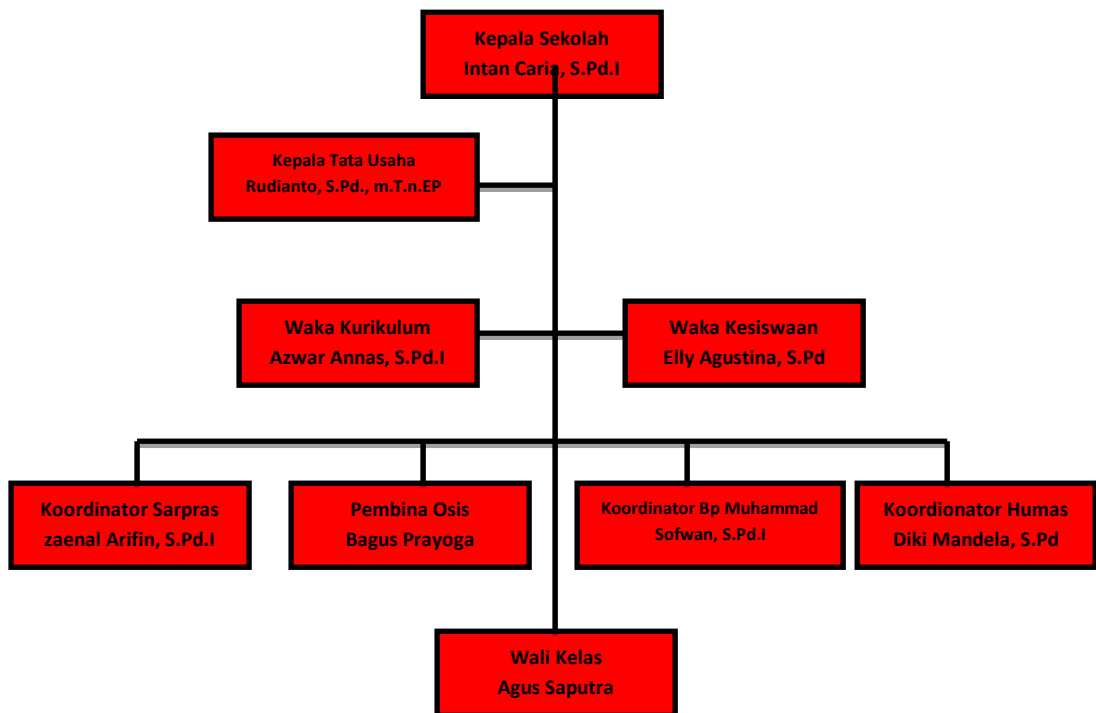 Kepala Sekolah
Intan Caria, S.Pd.I
Kepala Tata Usaha
Rudianto, S.Pd., m.T.n.EP
Waka Kurikulum
Azwar Annas, S.Pd.I
Waka Kesiswaan
Elly Agustina, S.Pd
Koordinator Sarpras
zaenal Arifin, S.Pd.I
Pembina Osis
Bagus Prayoga
Koordinator Bp Muhammad
Sofwan, S.Pd.I
Koordionator Humas
Diki Mandela, S.Pd
Wali Kelas
Agus Saputra